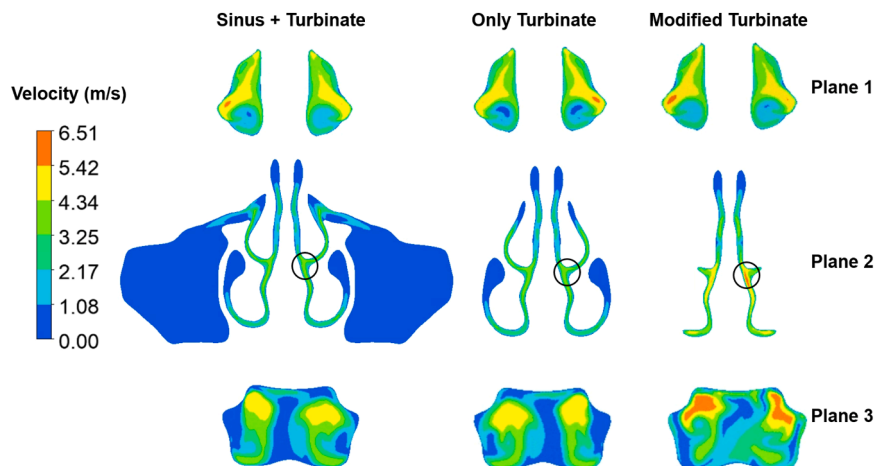 Sinus + Turbinate
Only Turbinate
Modified Turbinate
Plane 1
Velocity (m/s)
6.51
5.42
4.34
3.25
2.17
1.08
0.00
Plane 2
Plane 3